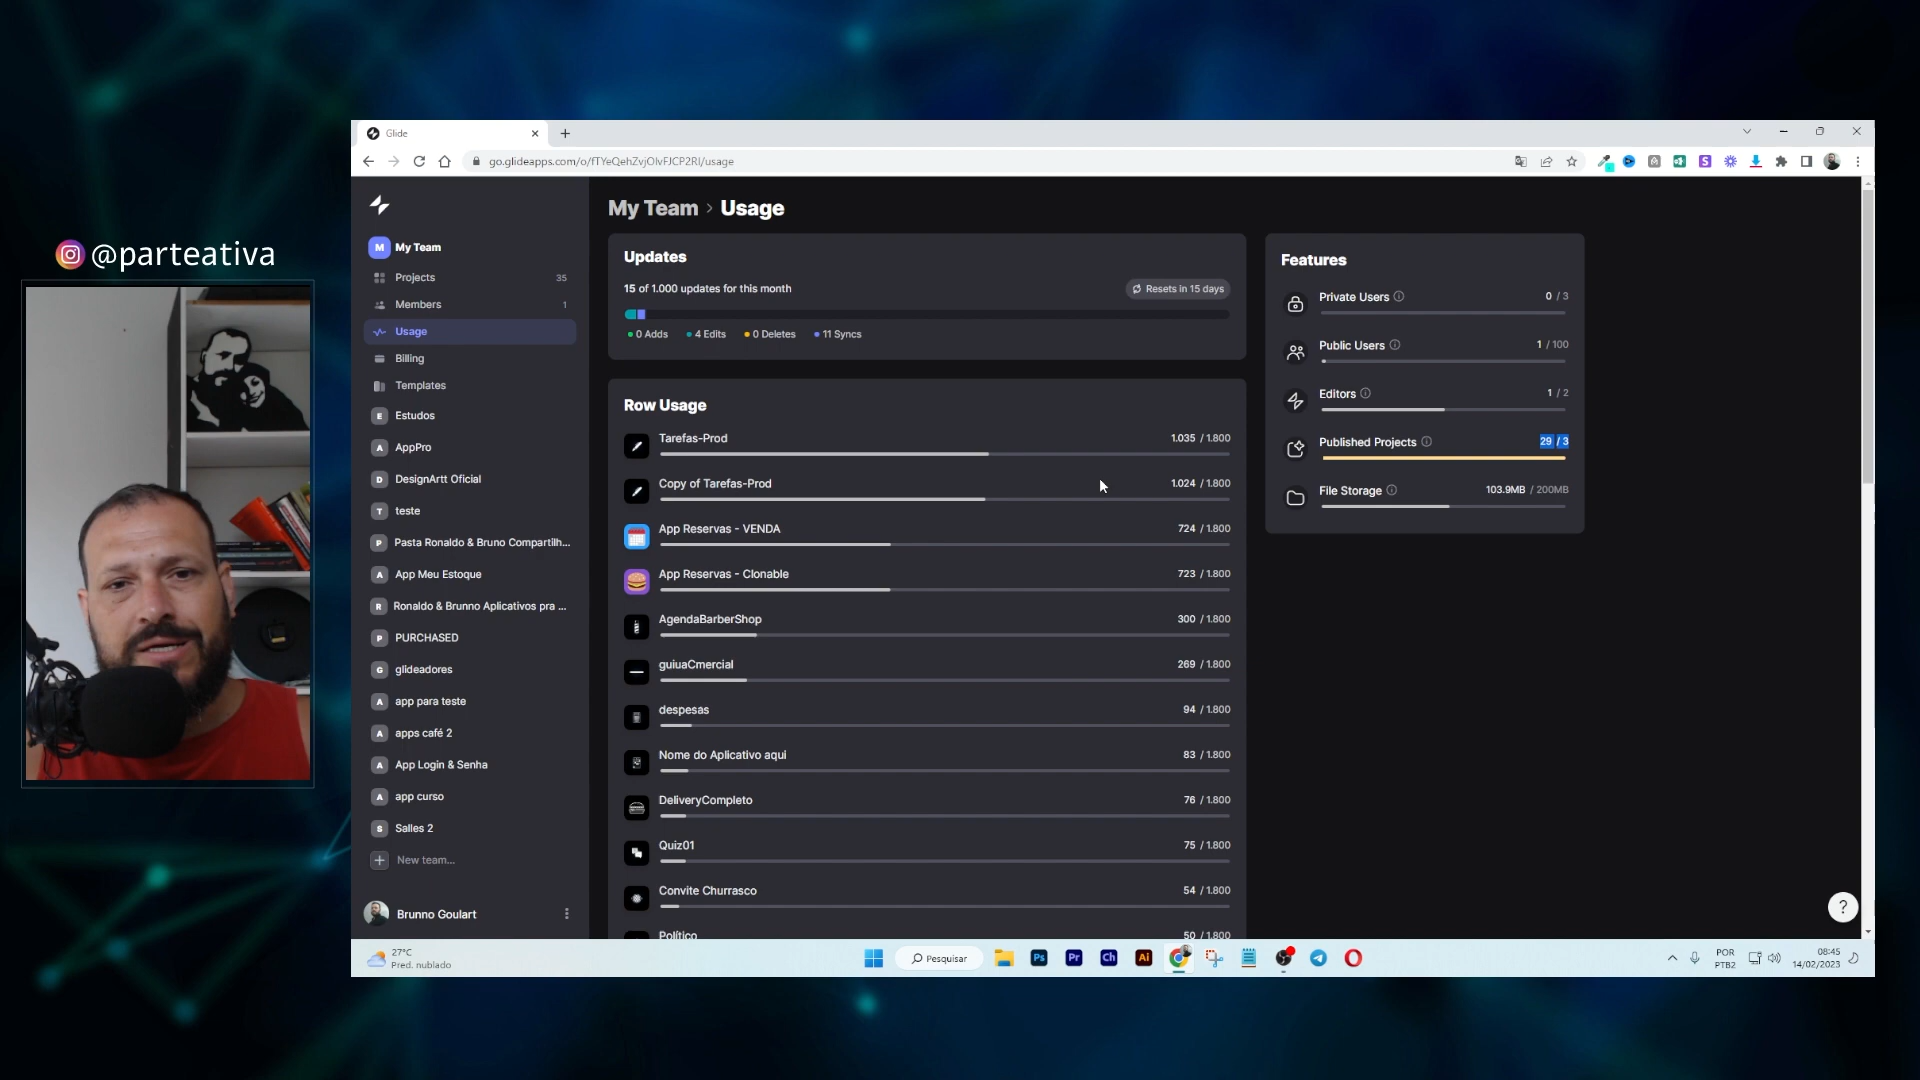 @parteativa
Glide
go.glideapps.com/o/fTYeQehZvjOlvFJCP2Rl/usage
M My Team
Projects 35
Members 1
Usage
Billing
Templates
E Estudos
A AppPro
D DesignArtt Oficial
T teste
P Pasta Ronaldo & Bruno Compartilh...
A App Meu Estoque
R Ronaldo & Brunno Aplicativos pra ...
P PURCHASED
G glideadores
A app para teste
A apps café 2
A App Login & Senha
A app curso
S Salles 2
New team...
Brunno Goulart
My Team > Usage
Updates
15 of 1.000 updates for this month
Resets in 15 days
0 Adds 4 Edits 0 Deletes 11 Syncs
Row Usage
Tarefas-Prod 1.035 / 1.800
Copy of Tarefas-Prod 1.024 / 1.800
App Reservas - VENDA 724 / 1.800
App Reservas - Clonable 723 / 1.800
AgendaBarberShop 300 / 1.800
guiuaCmercial 269 / 1.800
despesas 94 / 1.800
Nome do Aplicativo aqui 83 / 1.800
DeliveryCompleto 76 / 1.800
Quiz01 75 / 1.800
Convite Churrasco 54 / 1.800
Político 50 / 1.800
Features
Private Users 0 / 3
Public Users 1 / 100
Editors 1 / 2
Published Projects 29 / 3
File Storage 103.9MB / 200MB
?
27°C
Pred. nublado
Pesquisar
Ps
Pr
Ch
Ai
POR
PTB2
08:45
14/02/2023